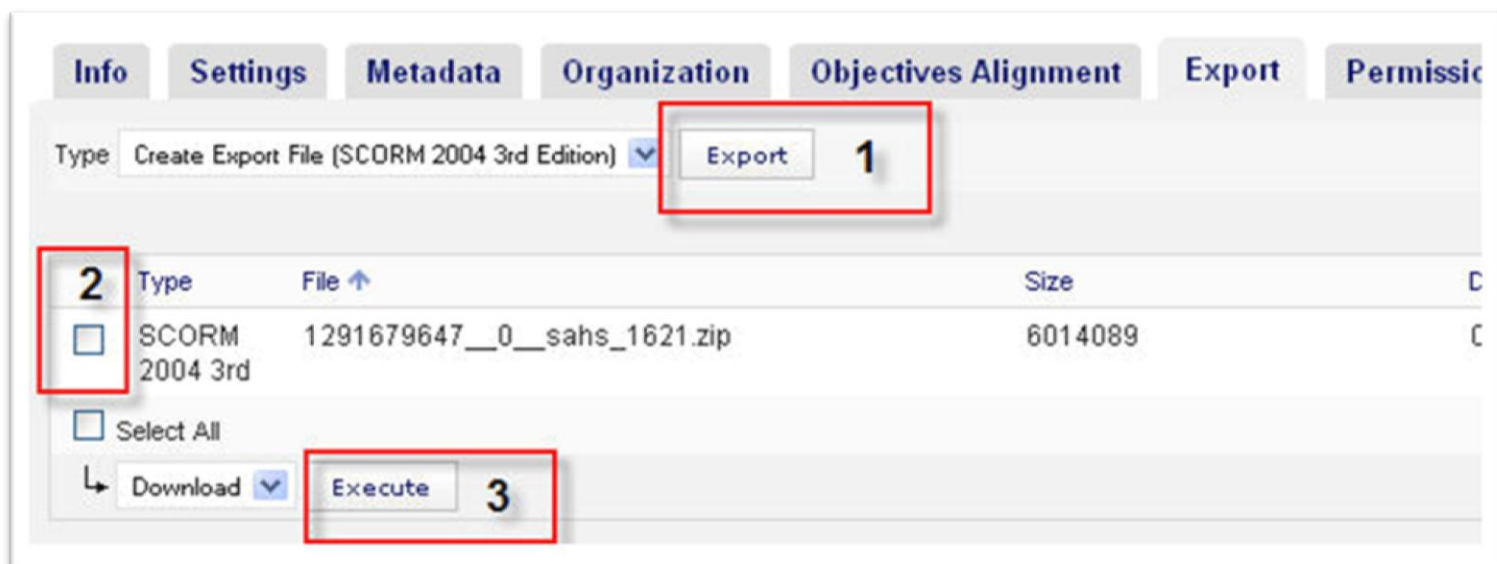 Info Settings Metadata Organization Objectives Alignment Export
Type Create Export File (SCORM 2004 3rd Edition) Export 1
2 Type File Size
SCORM 1291679647__0__sahs_1621.zip 6014089
2004 3rd
Select All
Download Execute 3